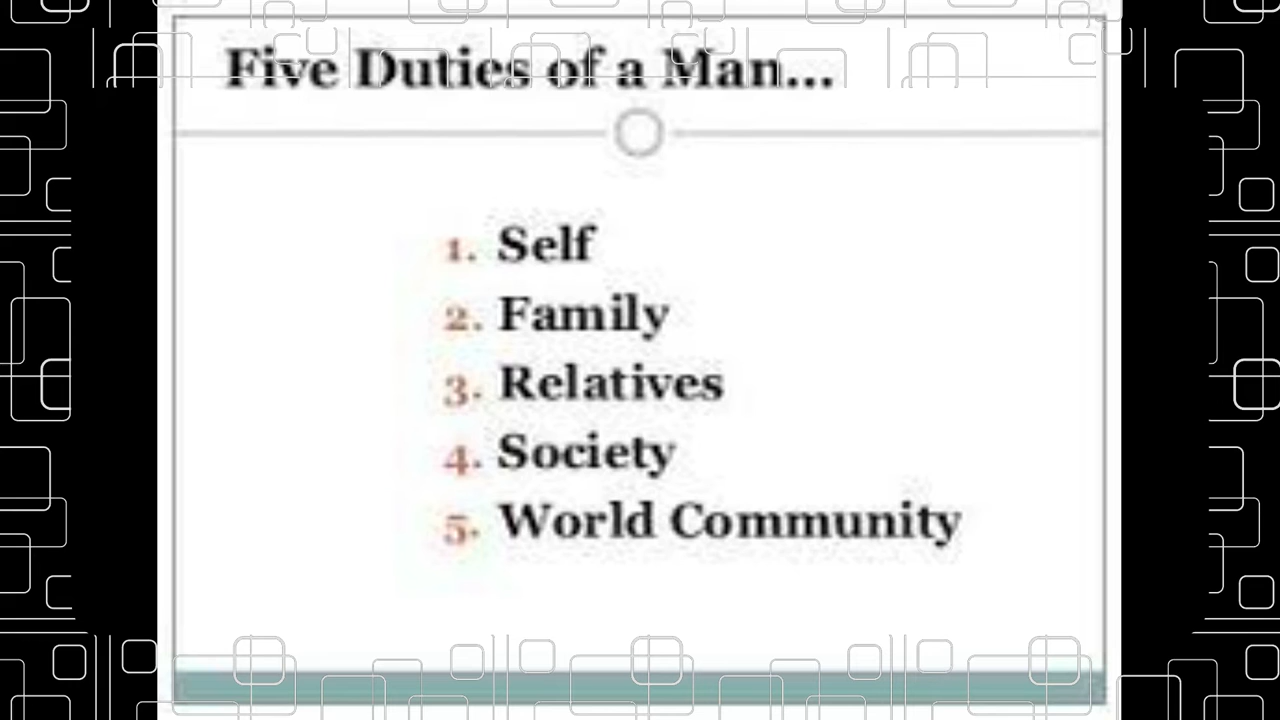 Five Duties of a Man...
1. Self
2. Family
3. Relatives
4. Society
5. World Community